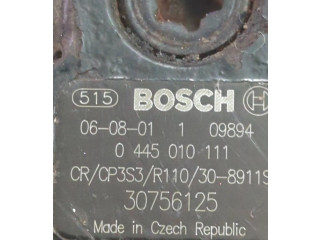 515 BOSCH
06-08-01 1 09894
0 445 010 111
CR/CP3S3/R110/30-8911S
30756125
Made in Czech Republic